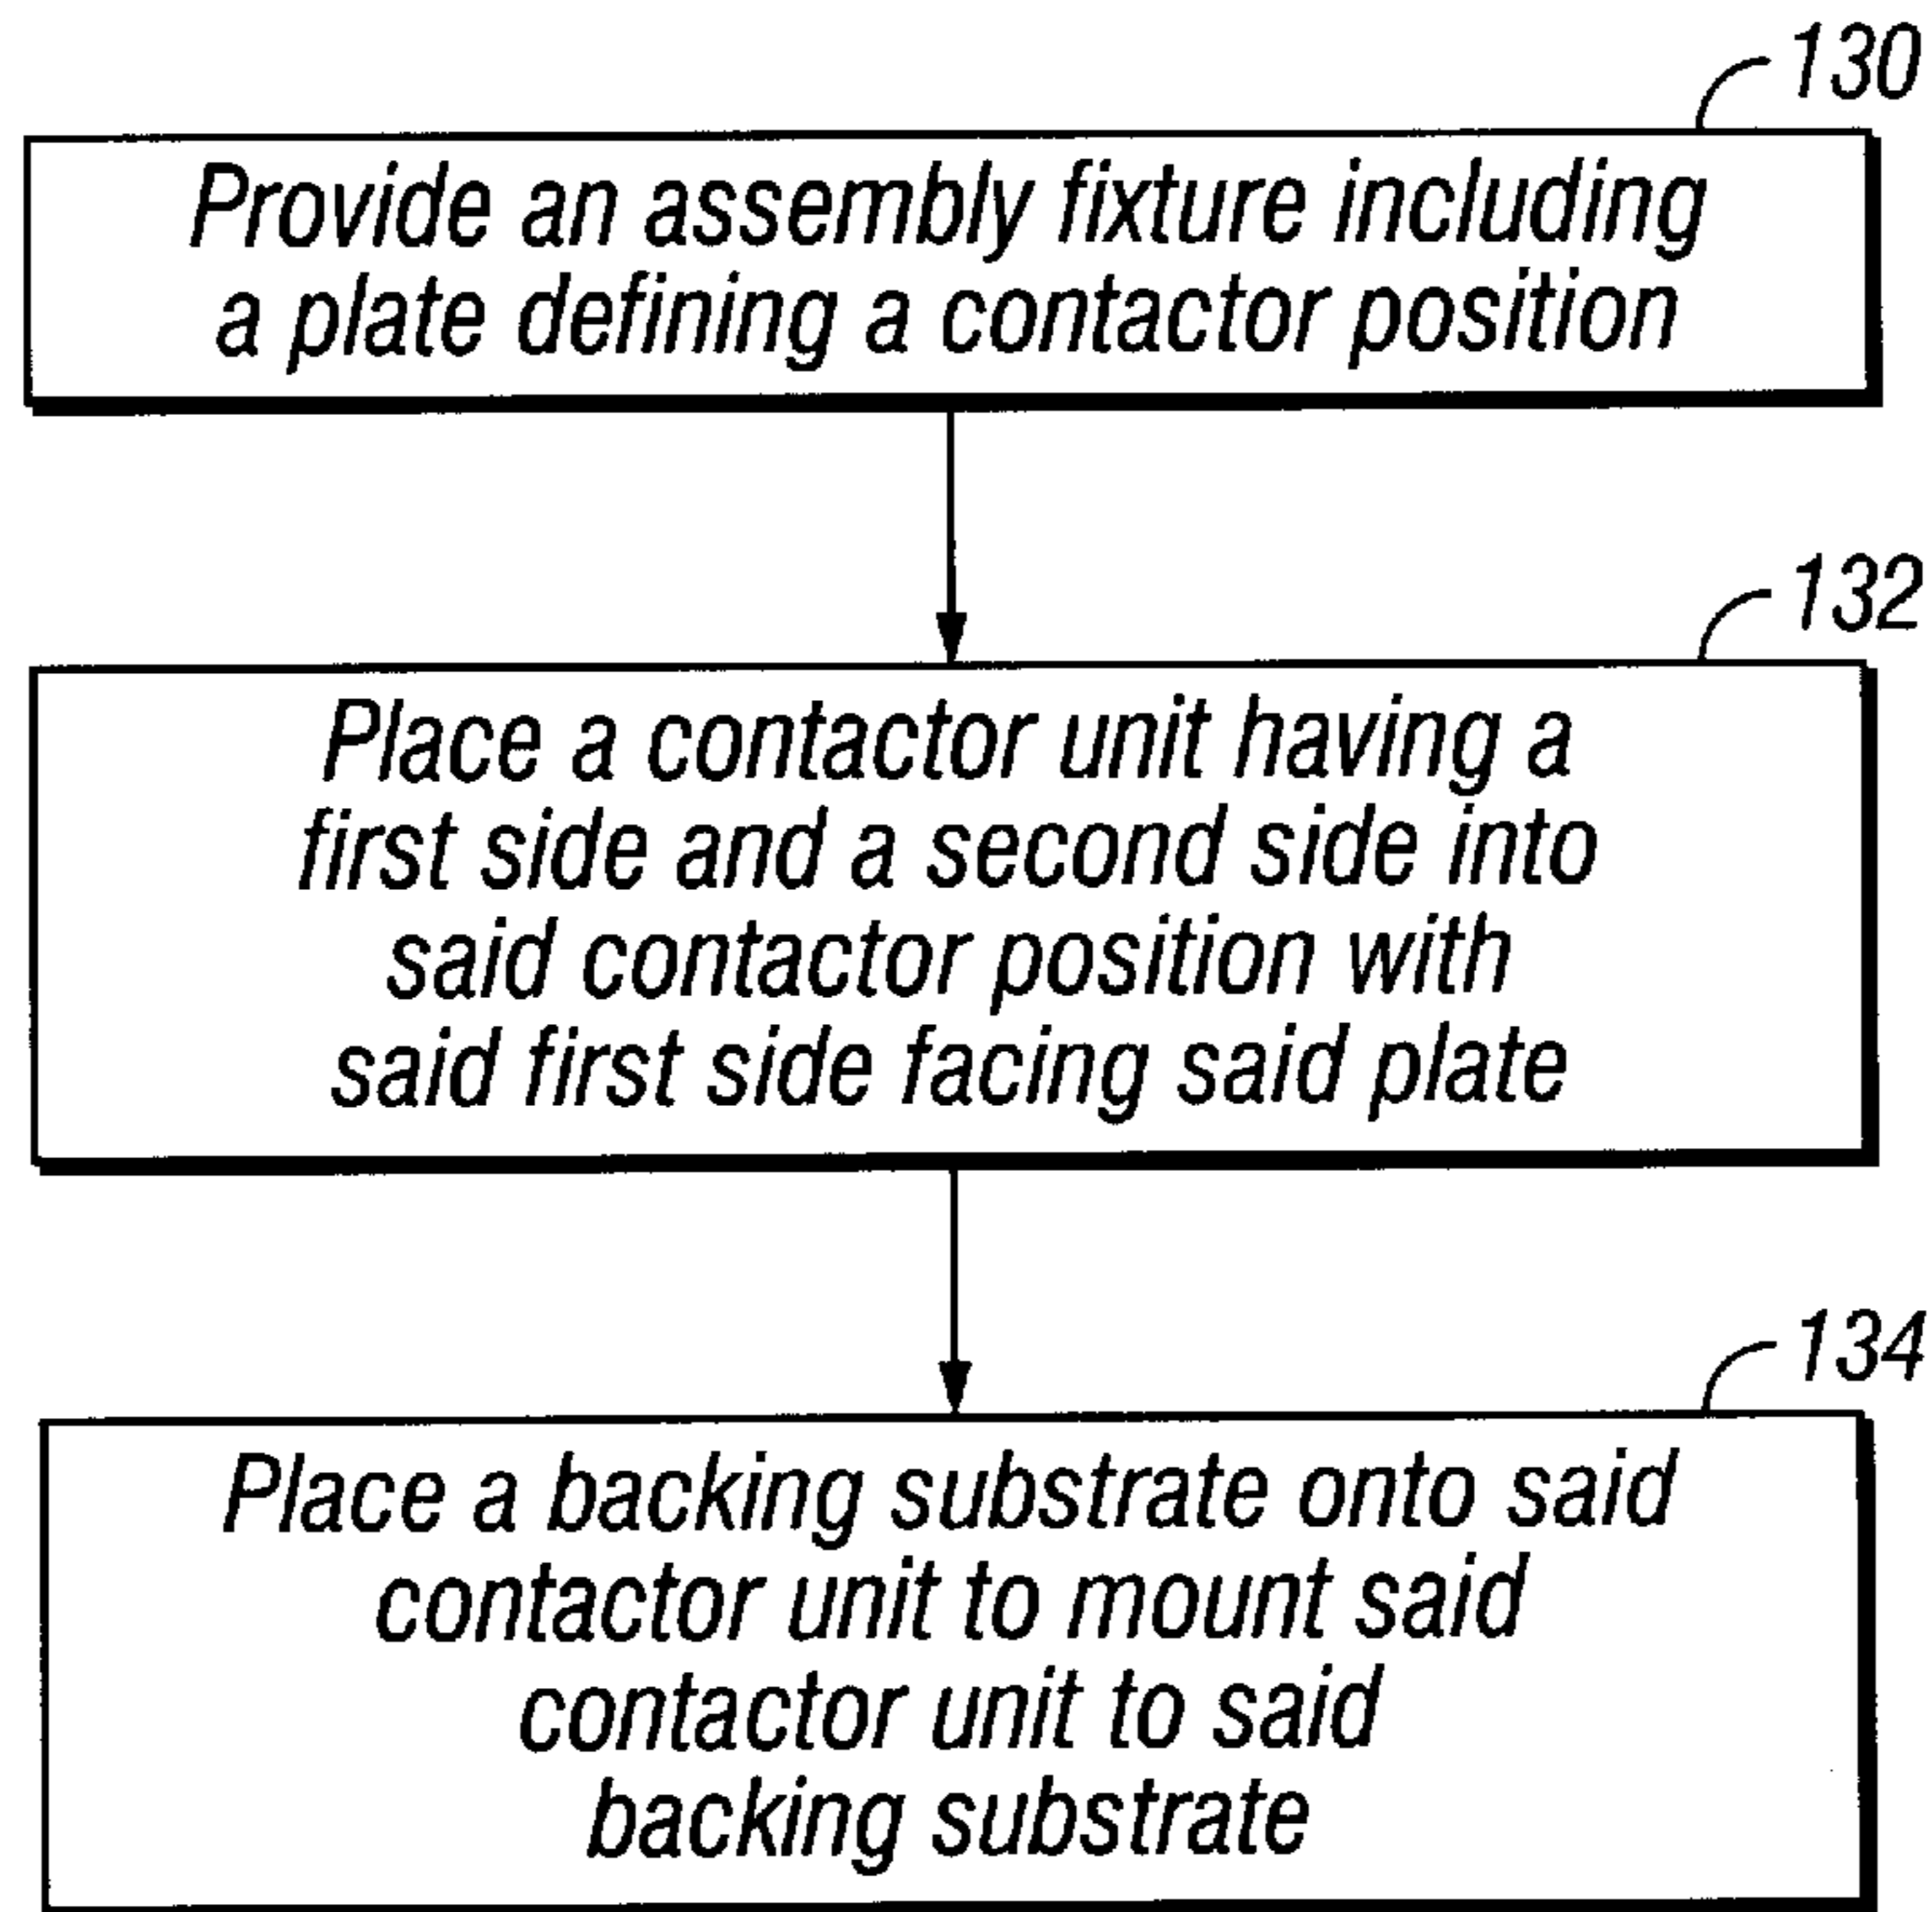 130
Provide an assembly fixture including
a plate defining a contactor position
132
Place a contactor unit having a
first side and a second side into
said contactor position with
said first side facing said plate
134
Place a backing substrate onto said
contactor unit to mount said
contactor unit to said
backing substrate